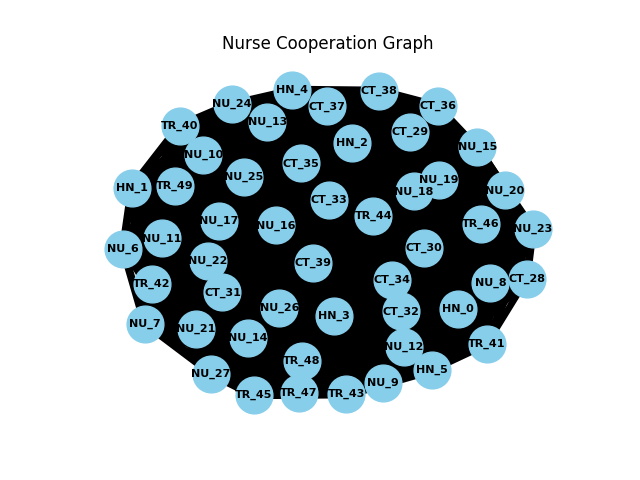 Nurse Cooperation Graph
HN_4
CT_38
NU_24
CT_37
CT_36
NU_13
TR_40
CT_29
HN_2
NU_15
NU_10
CT_35
NU_25
NU_19
TR_49
HN_1
NU_18
NU_20
CT_33
TR_44
NU_17
NU_16
TR_46
NU_23
NU_11
NU_6
CT_30
NU_22
CT_39
CT_28
CT_34
NU_8
TR_42
CT_31
NU_26
HN_0
CT_32
HN_3
NU_7
NU_21
NU_14
TR_41
NU_12
TR_48
HN_5
NU_27
NU_9
TR_47
TR_43
TR_45